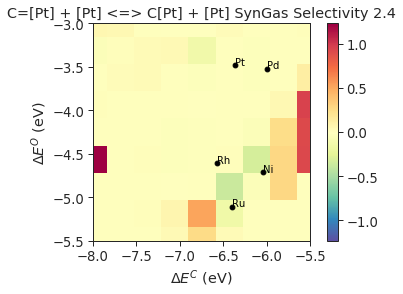 C=[Pt] + [Pt] <=> C[Pt] + [Pt] SynGas Selectivity 2.4
−3.0
−3.5
−4.0
−4.5
−5.0
−5.5
ΔE^O (eV)
Pt
Pd
Rh
Ni
Ru
−8.0 −7.5 −7.0 −6.5 −6.0 −5.5
ΔE^C (eV)
1.0
0.5
0.0
−0.5
−1.0